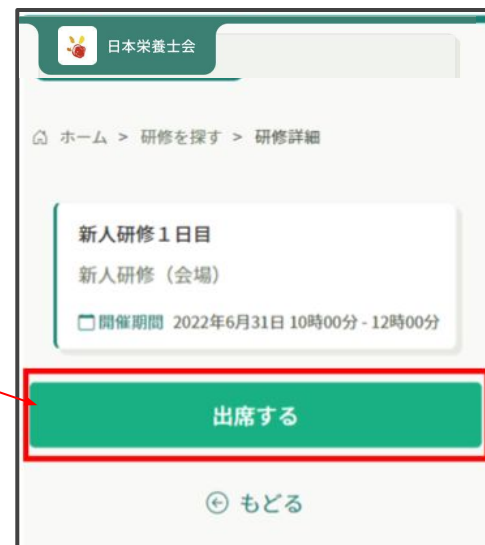 日本栄養士会
ホーム > 研修を探す > 研修詳細
新人研修1日目
新人研修（会場）
開催期間 2022年6月31日 10時00分 - 12時00分
出席する
もどる